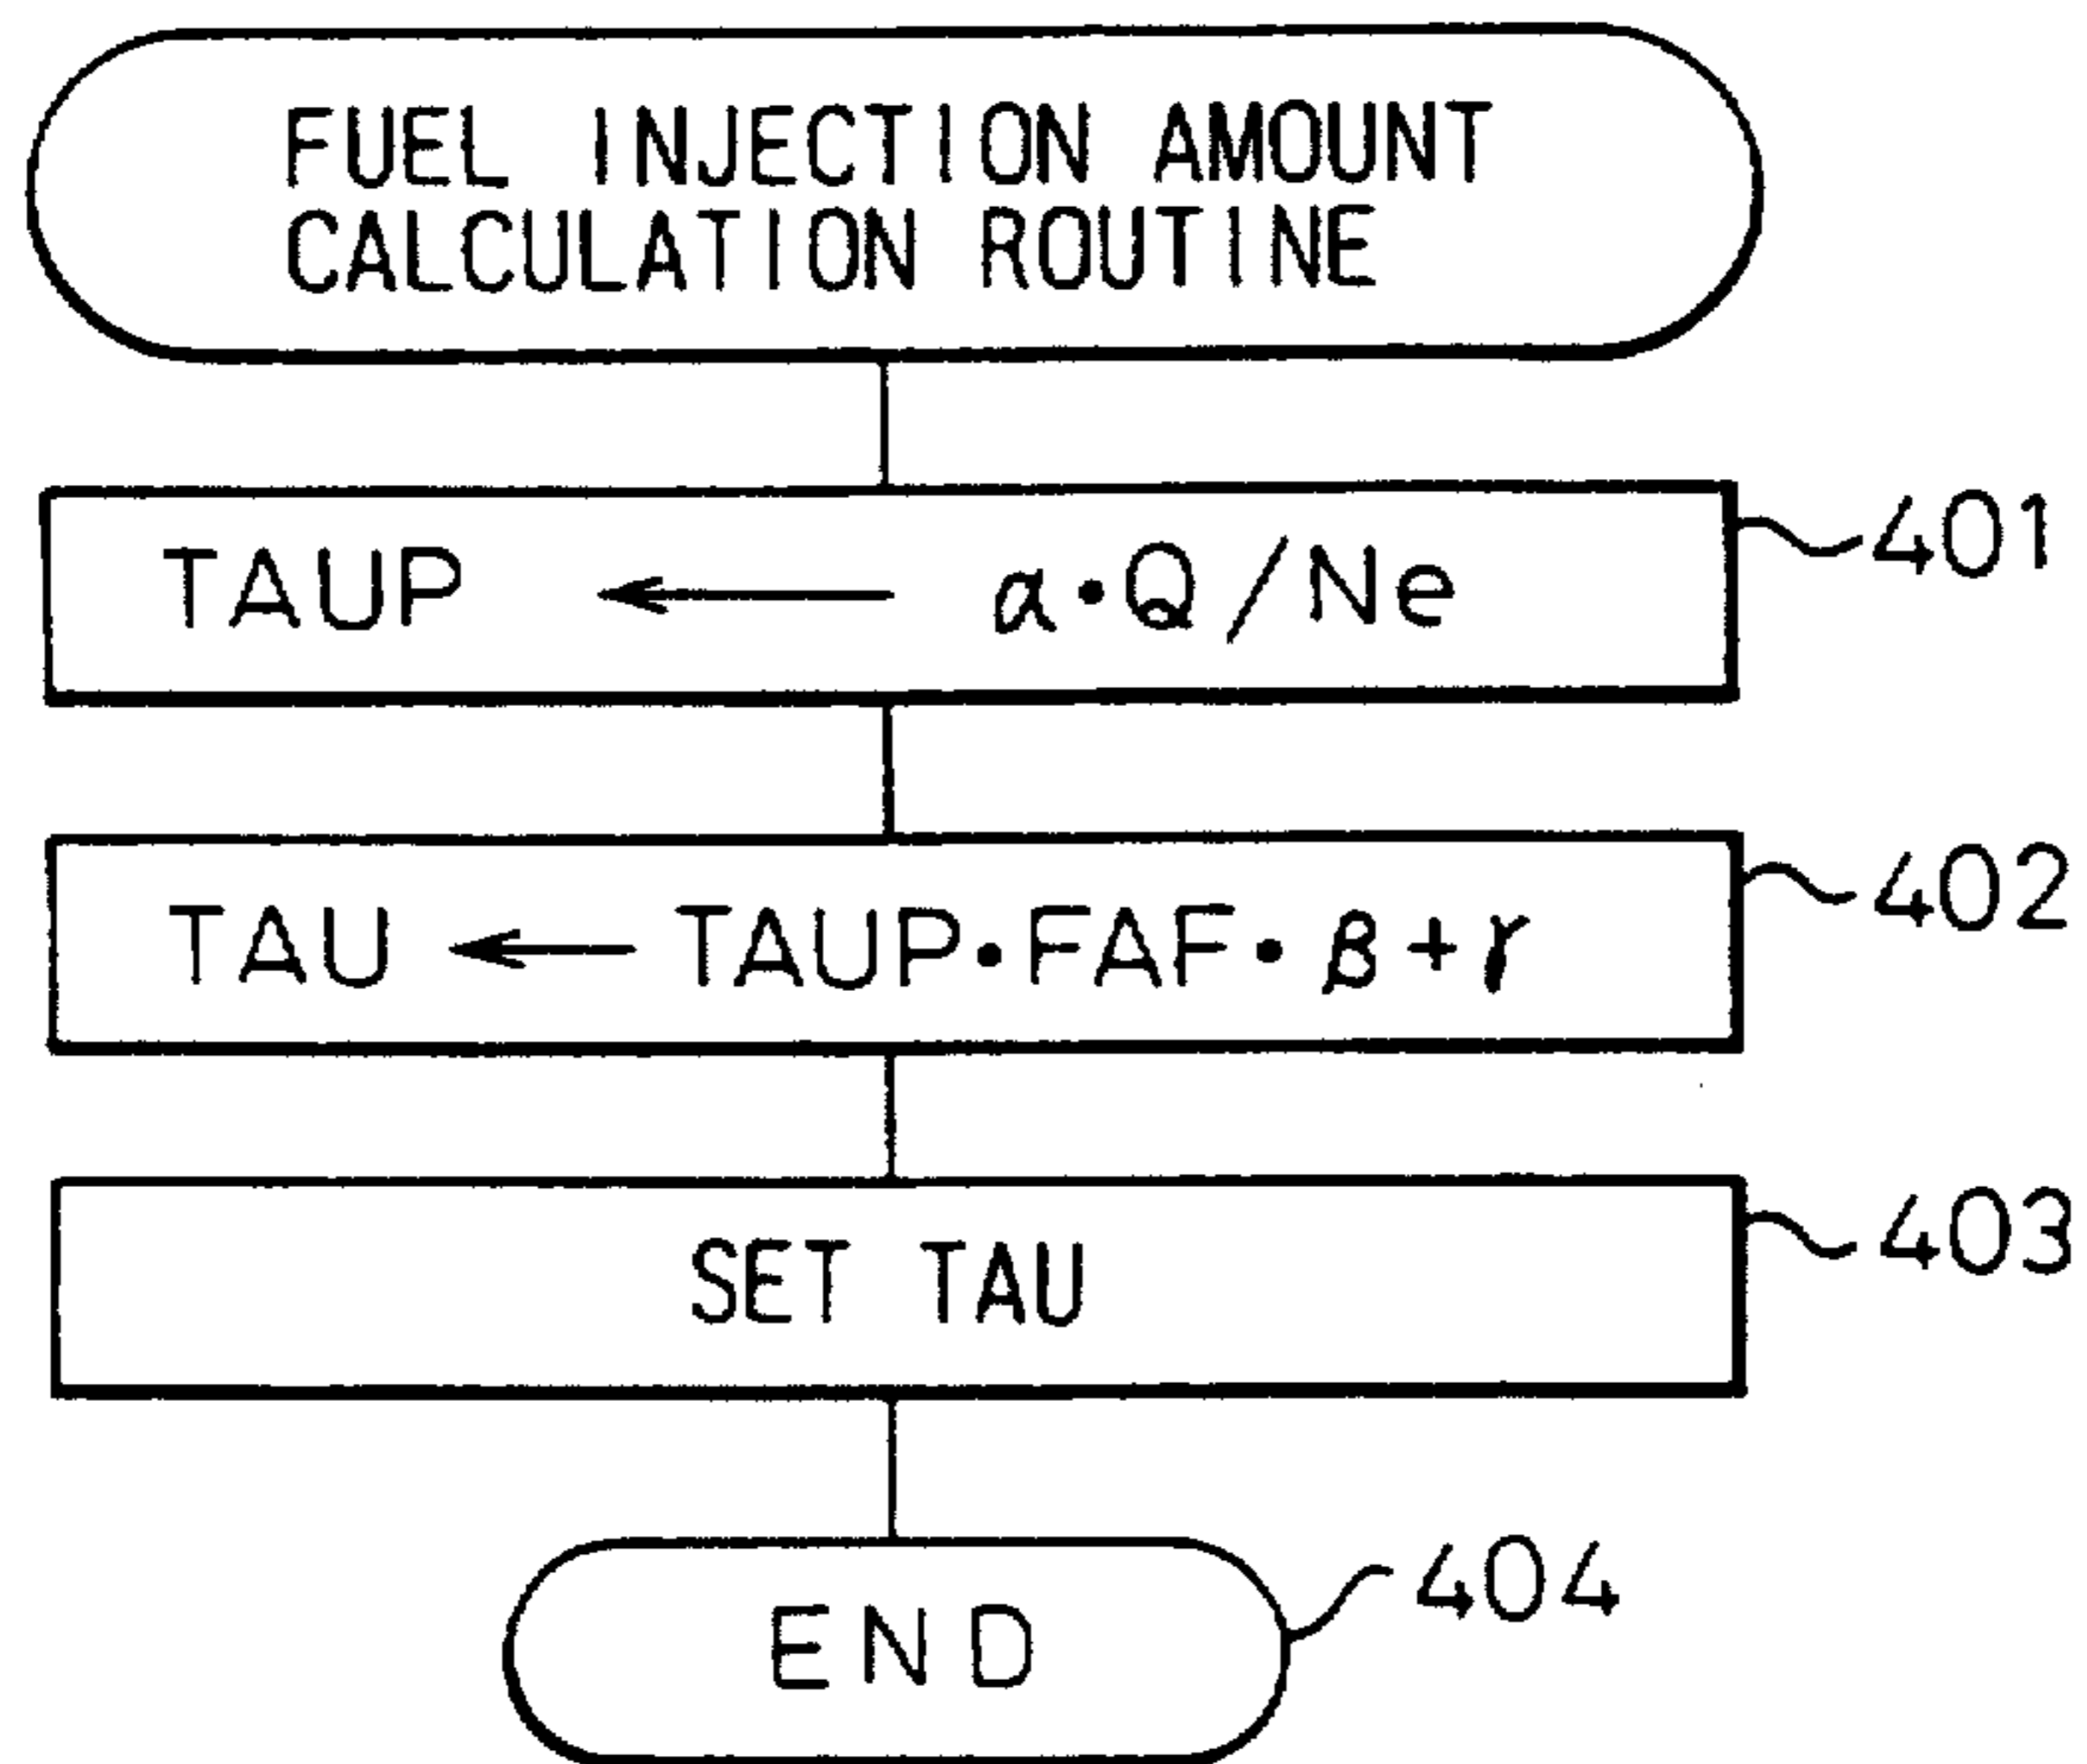 FUEL INJECTION AMOUNT
CALCULATION ROUTINE
TAUP ← α·Q/Ne
401
TAU ← TAUP·FAF·β+γ
402
SET TAU
403
END
404